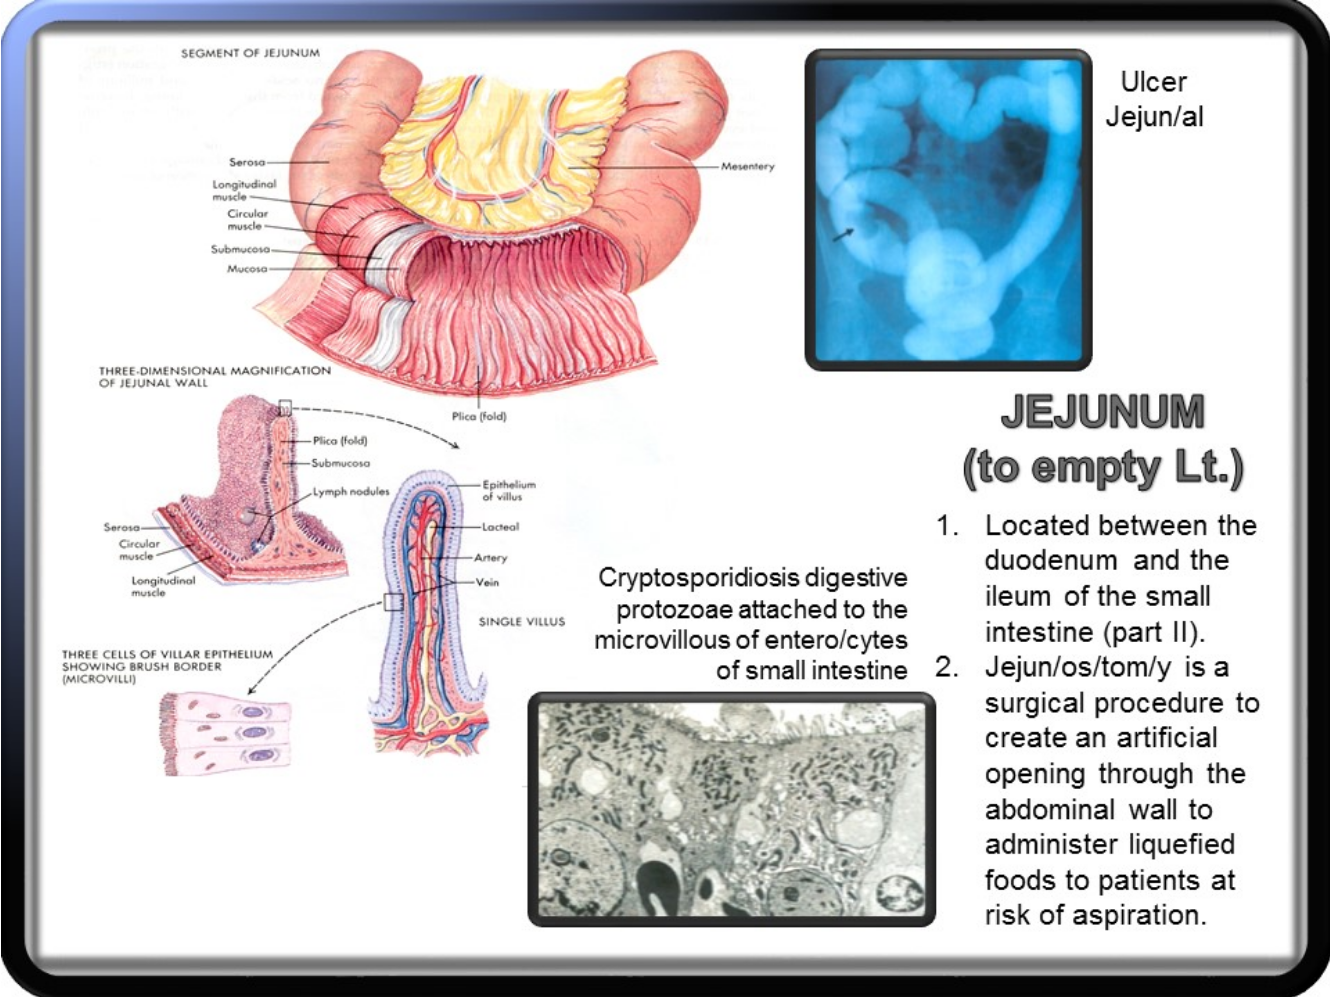 SEGMENT OF JEJUNUM
Serosa
Longitudinal
muscle
Circular
muscle
Submucosa
Mucosa
Mesentery
Plica (fold)
Ulcer
Jejun/al
THREE-DIMENSIONAL MAGNIFICATION
OF JEJUNAL WALL
Plica (fold)
Submucosa
Lymph nodules
Serosa
Circular
muscle
Longitudinal
muscle
Epithelium
of villus
Lacteal
Artery
Vein
SINGLE VILLUS
THREE CELLS OF VILLAR EPITHELIUM
SHOWING BRUSH BORDER
(MICROVILLI)
Cryptosporidiosis digestive
protozoae attached to the
microvillous of entero/cytes
of small intestine
JEJUNUM
(to empty Lt.)
1. Located between the
duodenum and the
ileum of the small
intestine (part II).
2. Jejun/os/tom/y is a
surgical procedure to
create an artificial
opening through the
abdominal wall to
administer liquefied
foods to patients at
risk of aspiration.